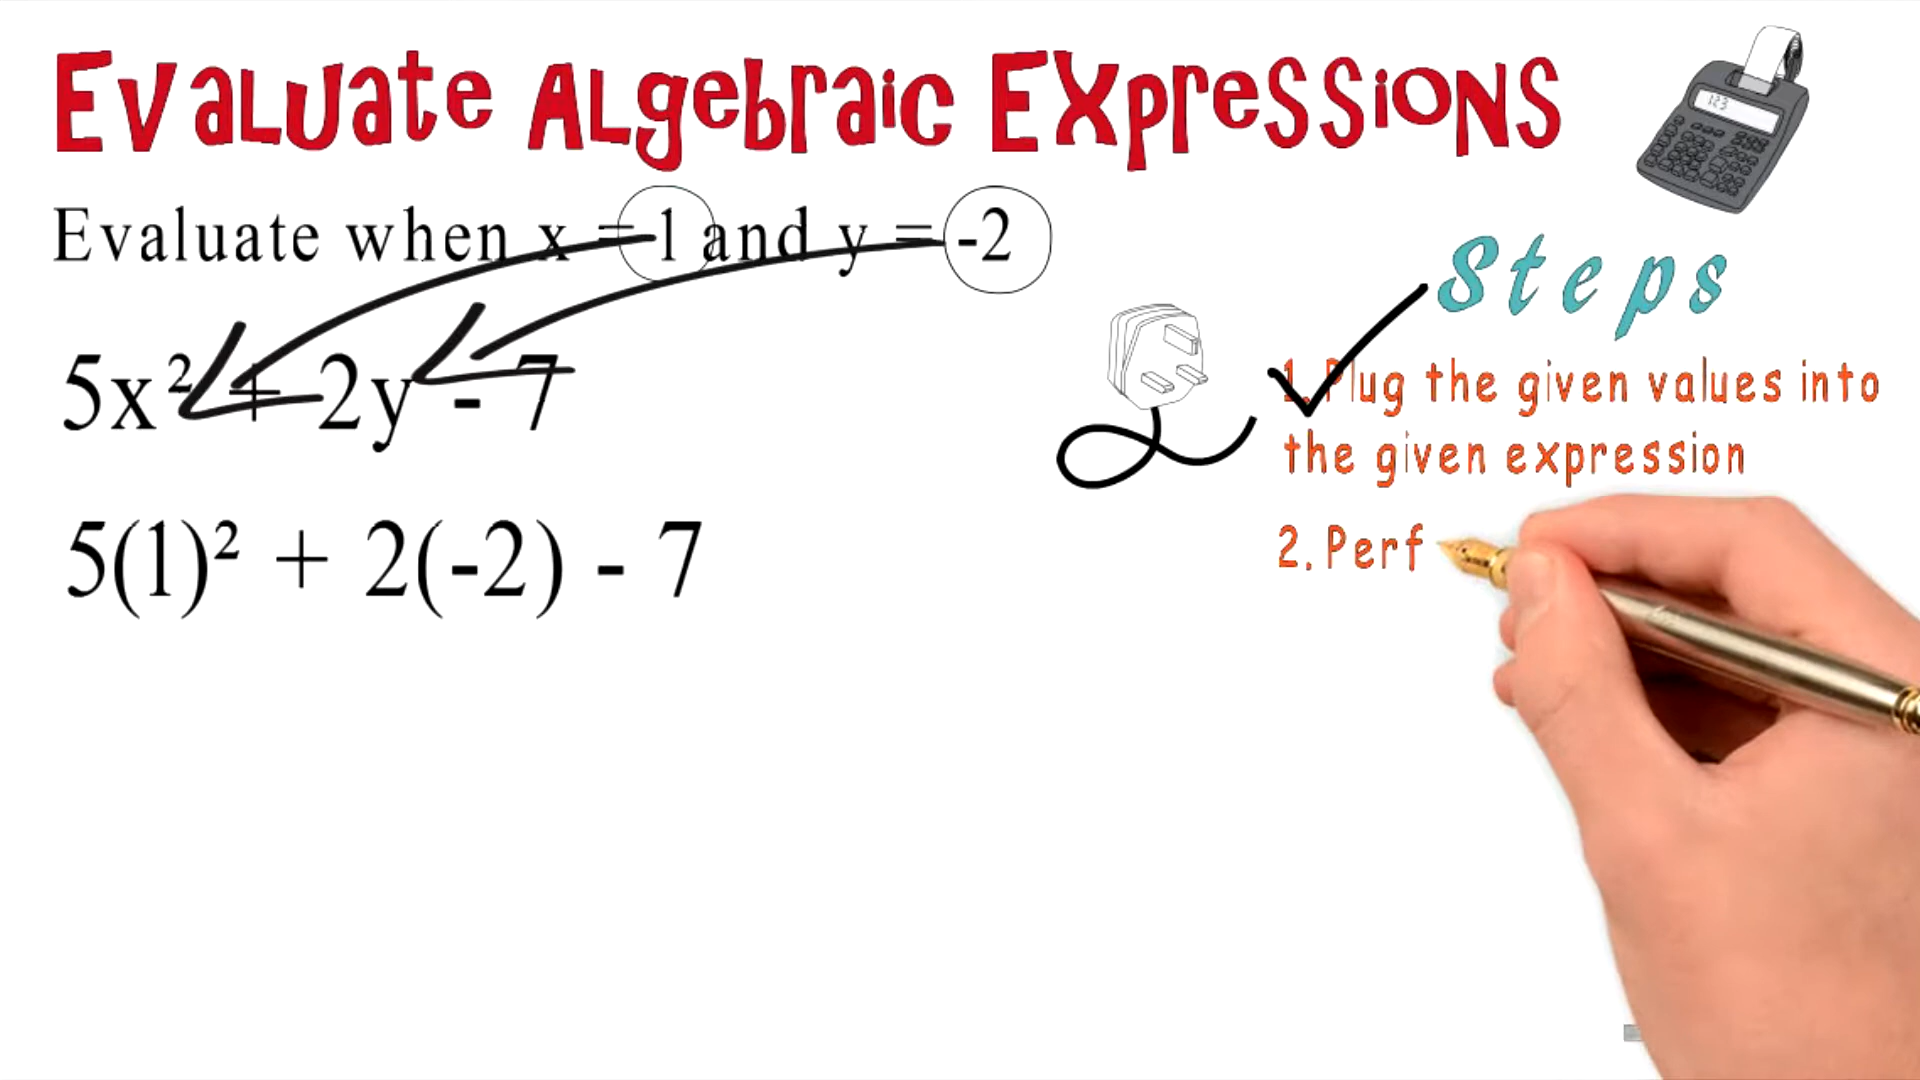 Evaluate Algebraic Expressions
123
Evaluate when x = 1 and y = -2
5x² + 2y - 7
5(1)² + 2(-2) - 7
Steps
1. Plug the given values into
the given expression
2. Perf